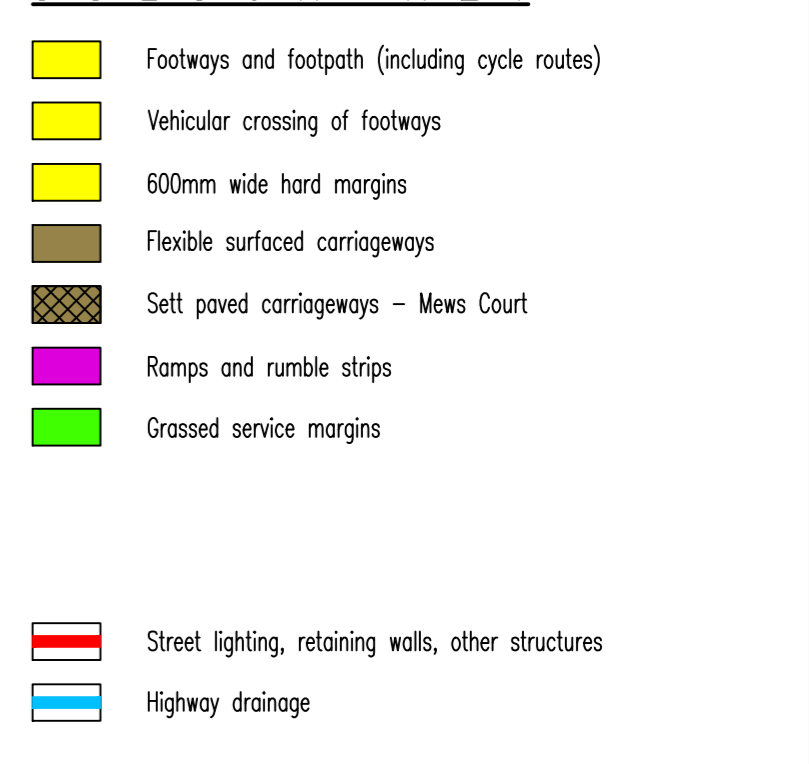 Footways and footpath (including cycle routes)
Vehicular crossing of footways
600mm wide hard margins
Flexible surfaced carriageways
Sett paved carriageways – Mews Court
Ramps and rumble strips
Grassed service margins
Street lighting, retaining walls, other structures
Highway drainage